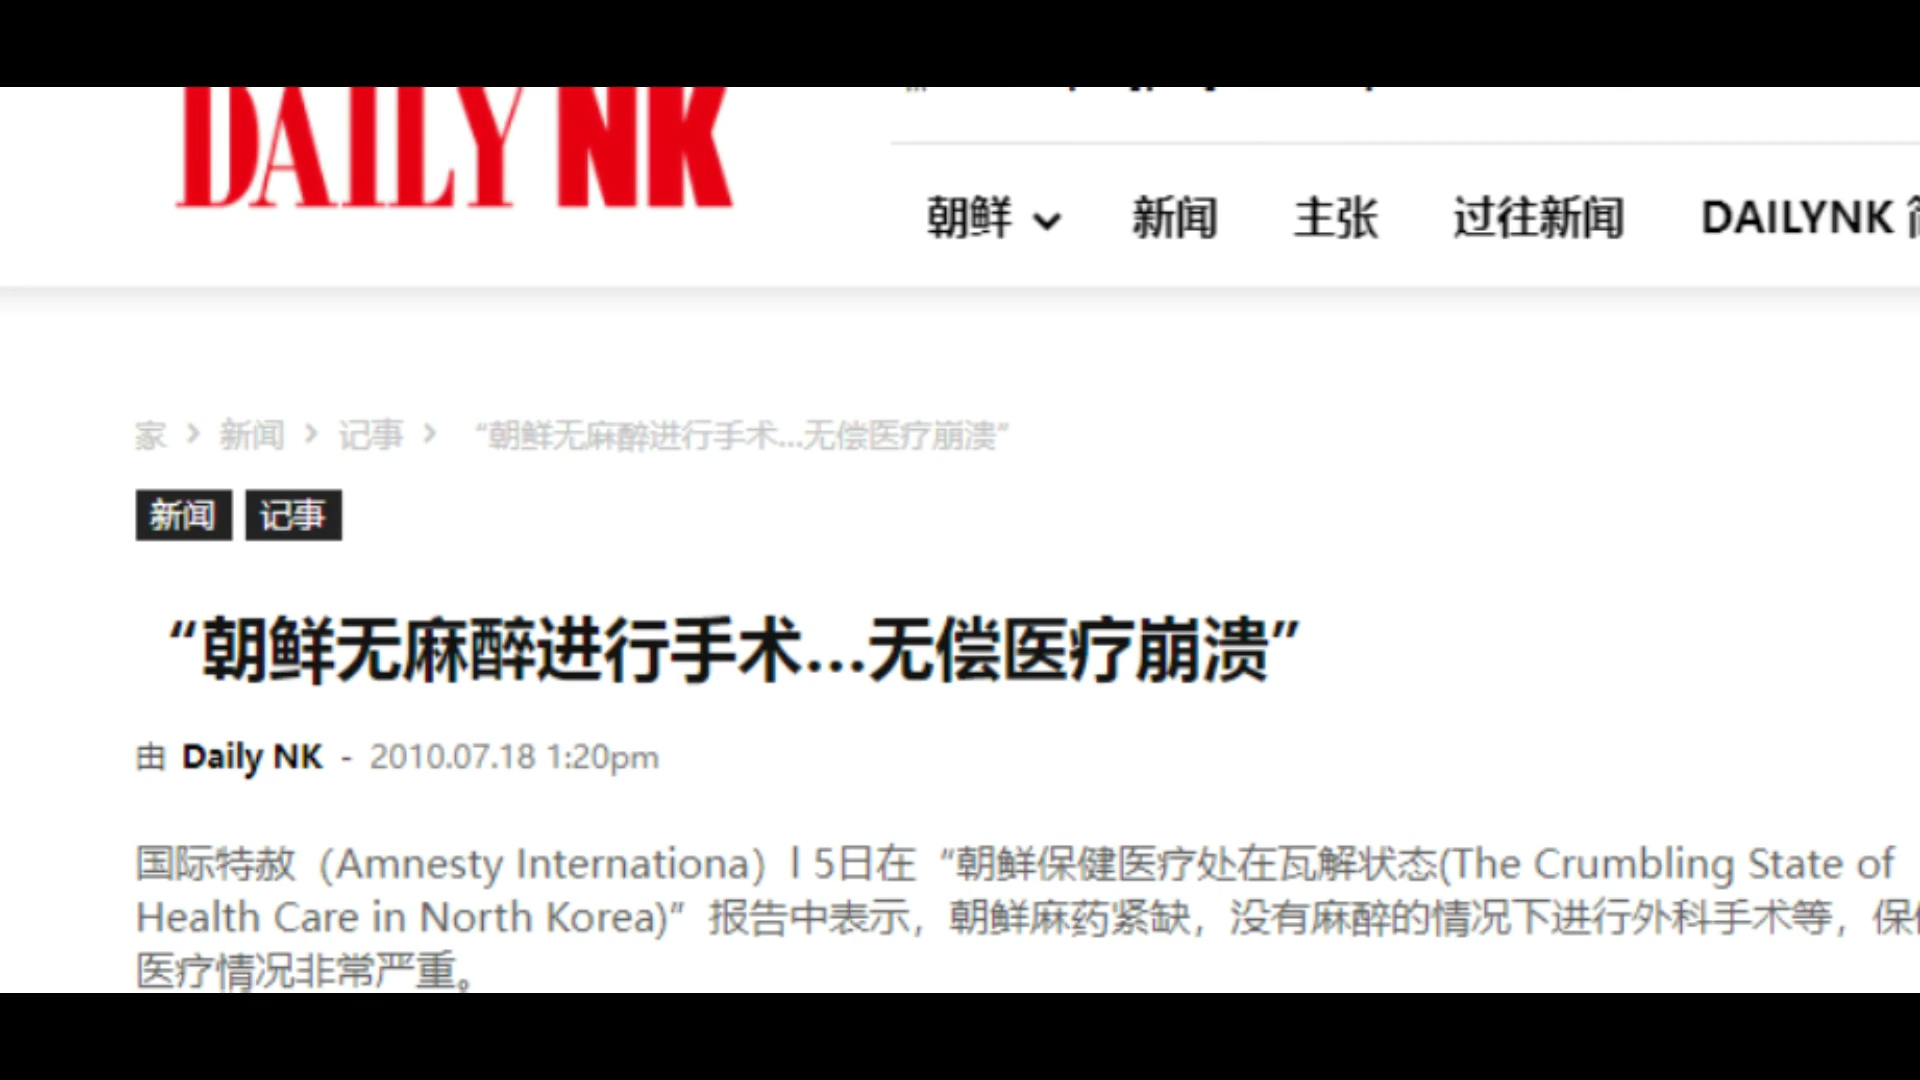 DAILY NK
朝鲜 新闻 主张 过往新闻 DAILYNK
家 > 新闻 > 记事 > “朝鲜无麻醉进行手术...无偿医疗崩溃”
新闻 记事
“朝鲜无麻醉进行手术...无偿医疗崩溃”
由 Daily NK - 2010.07.18 1:20pm
国际特赦（Amnesty Internationa）l 5日在“朝鲜保健医疗处在瓦解状态(The Crumbling State of
Health Care in North Korea)”报告中表示，朝鲜麻药紧缺，没有麻醉的情况下进行外科手术等，保
医疗情况非常严重。